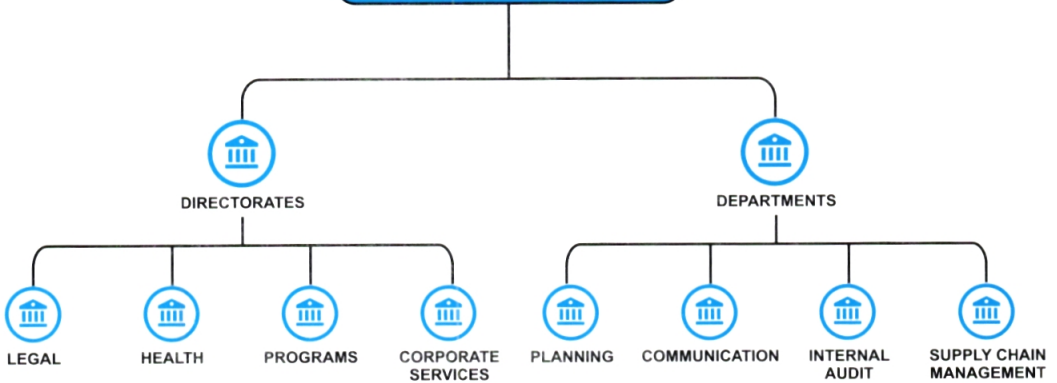 DIRECTORATES
DEPARTMENTS
LEGAL
HEALTH
PROGRAMS
CORPORATE
SERVICES
PLANNING
COMMUNICATION
INTERNAL
AUDIT
SUPPLY CHAIN
MANAGEMENT